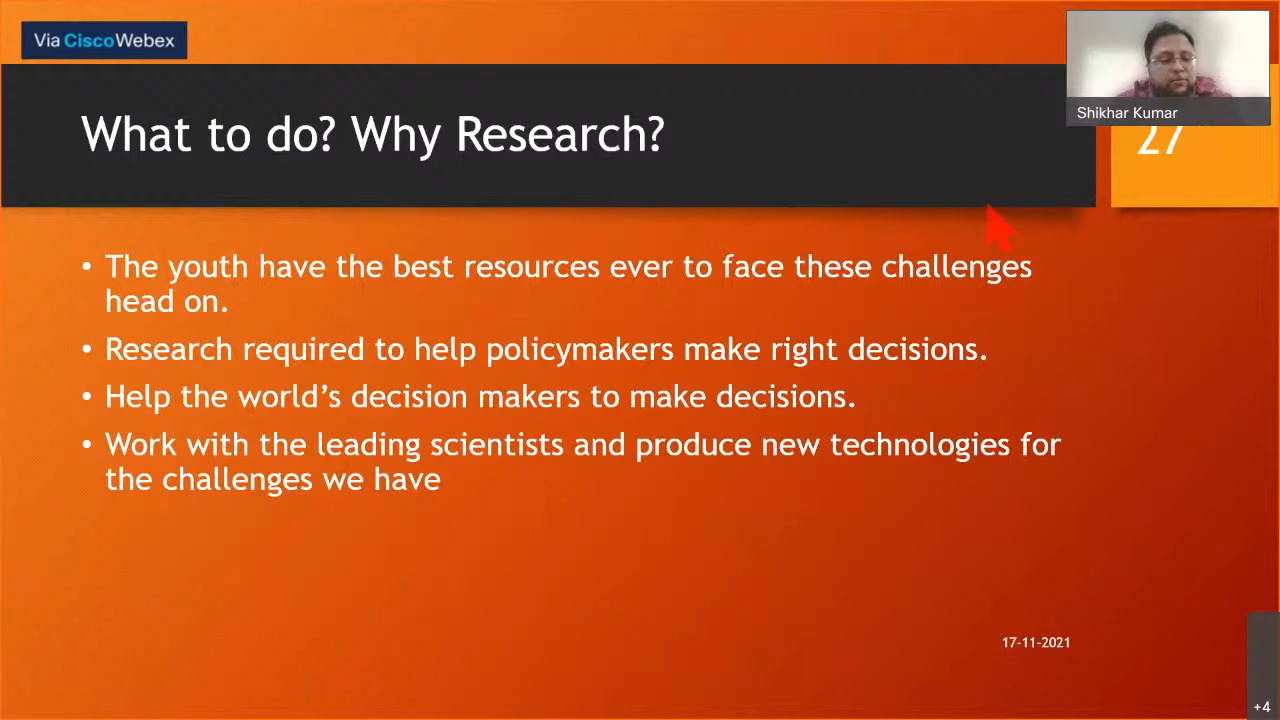 Via CiscoWebex
Shikhar Kumar
What to do? Why Research?
27
• The youth have the best resources ever to face these challenges
head on.
• Research required to help policymakers make right decisions.
• Help the world’s decision makers to make decisions.
• Work with the leading scientists and produce new technologies for
the challenges we have
17-11-2021
+4